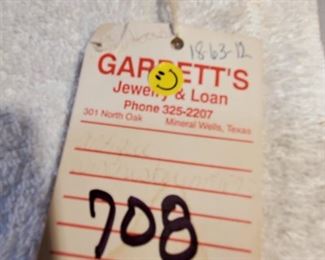 1863-12
GARRETT'S
Jewelry & Loan
Phone 325-2207
301 North Oak Mineral Wells, Texas
708